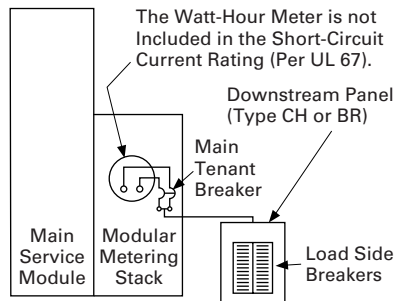 The Watt-Hour Meter is not
Included in the Short-Circuit
Current Rating (Per UL 67).
Downstream Panel
(Type CH or BR)
Main
Tenant
Breaker
Main
Service
Module
Modular
Metering
Stack
Load Side
Breakers